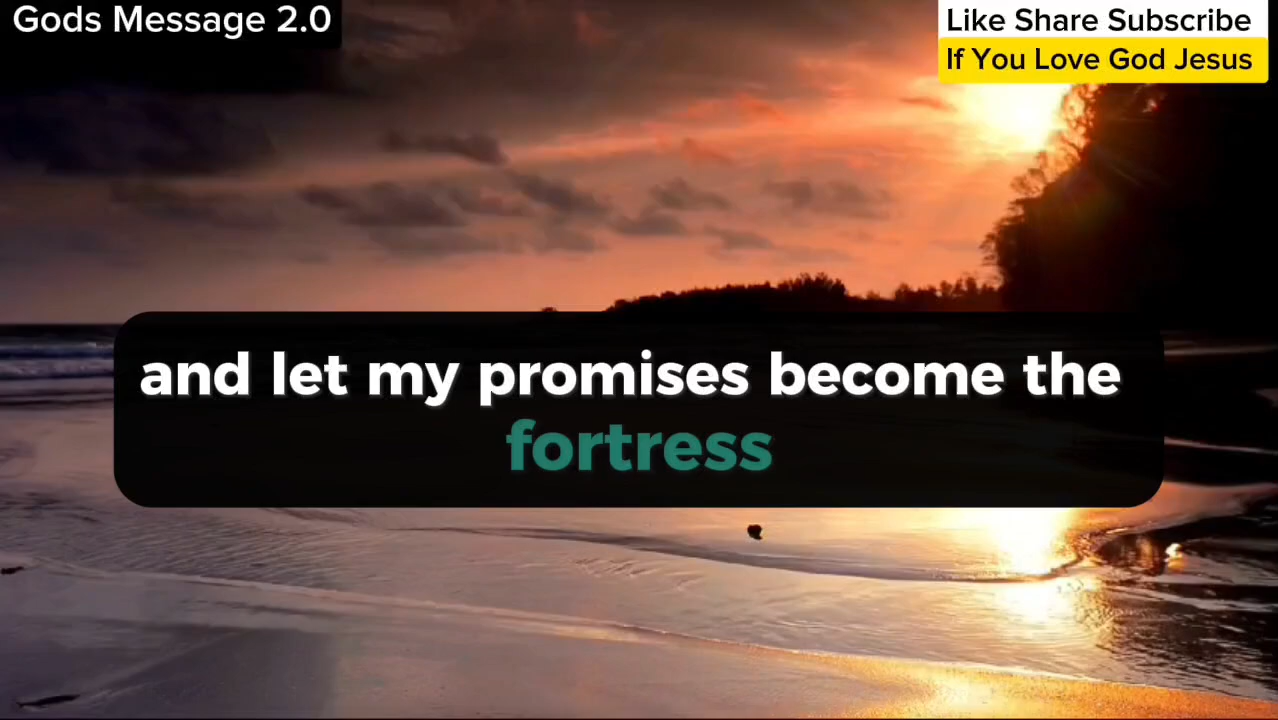 Gods Message 2.0
Like Share Subscribe
If You Love God Jesus
and let my promises become the
fortress